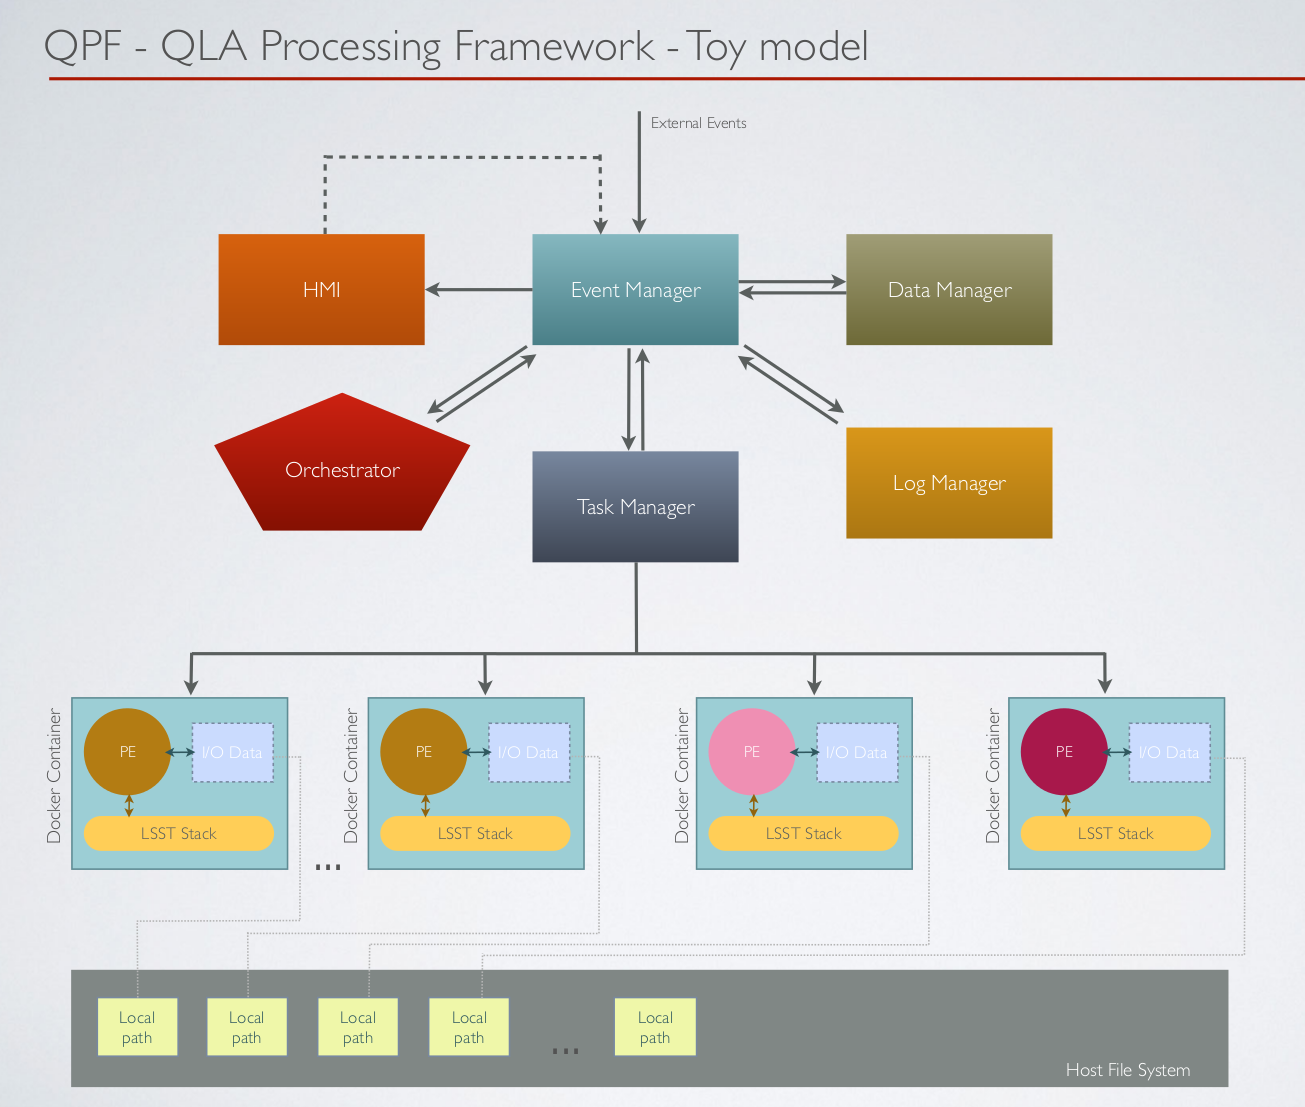 QPF - QLA Processing Framework - Toy model
External Events
HMI
Event Manager
Data Manager
Orchestrator
Task Manager
Log Manager
Docker Container
PE
I/O Data
LSST Stack
...
Docker Container
PE
I/O Data
LSST Stack
Docker Container
PE
I/O Data
LSST Stack
Docker Container
PE
I/O Data
LSST Stack
Local
path
Local
path
Local
path
Local
path
...
Local
path
Host File System